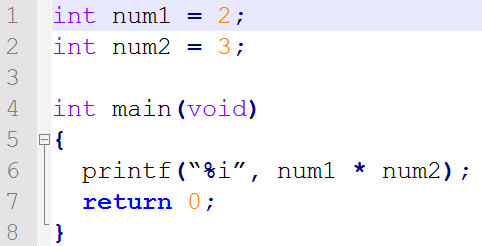 1 int num1 = 2;
2 int num2 = 3;
3
4 int main(void)
5 {
6 printf(“%i”, num1 * num2);
7 return 0;
8 }